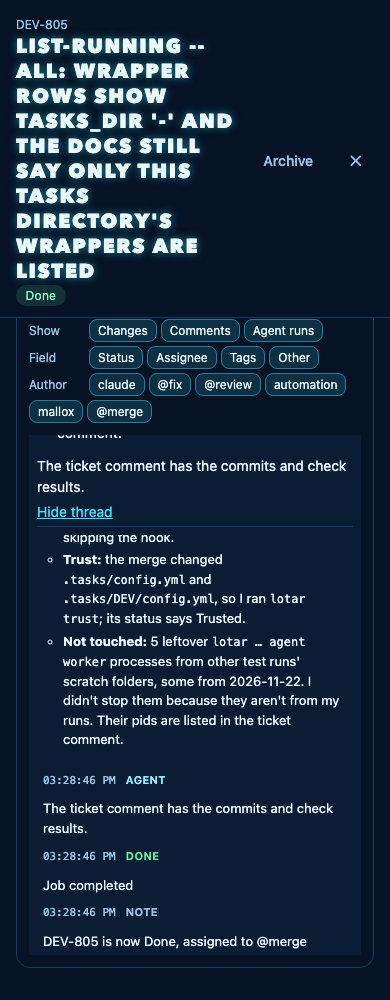 DEV-805
LIST-RUNNING --
ALL: WRAPPER
ROWS SHOW
TASKS_DIR '-' AND
THE DOCS STILL
SAY ONLY THIS
TASKS
DIRECTORY'S
WRAPPERS ARE
LISTED
Archive ×
Done
Show Changes Comments Agent runs
Field Status Assignee Tags Other
Author claude @fix @review automation
mallox @merge
comment.
The ticket comment has the commits and check
results.
Hide thread
skipping the hook.
◦ Trust: the merge changed
.tasks/config.yml and
.tasks/DEV/config.yml, so I ran lotar
trust; its status says Trusted.
◦ Not touched: 5 leftover lotar … agent
worker processes from other test runs'
scratch folders, some from 2026-11-22. I
didn't stop them because they aren't from my
runs. Their pids are listed in the ticket
comment.
03:28:46 PM AGENT
The ticket comment has the commits and check
results.
03:28:46 PM DONE
Job completed
03:28:46 PM NOTE
DEV-805 is now Done, assigned to @merge